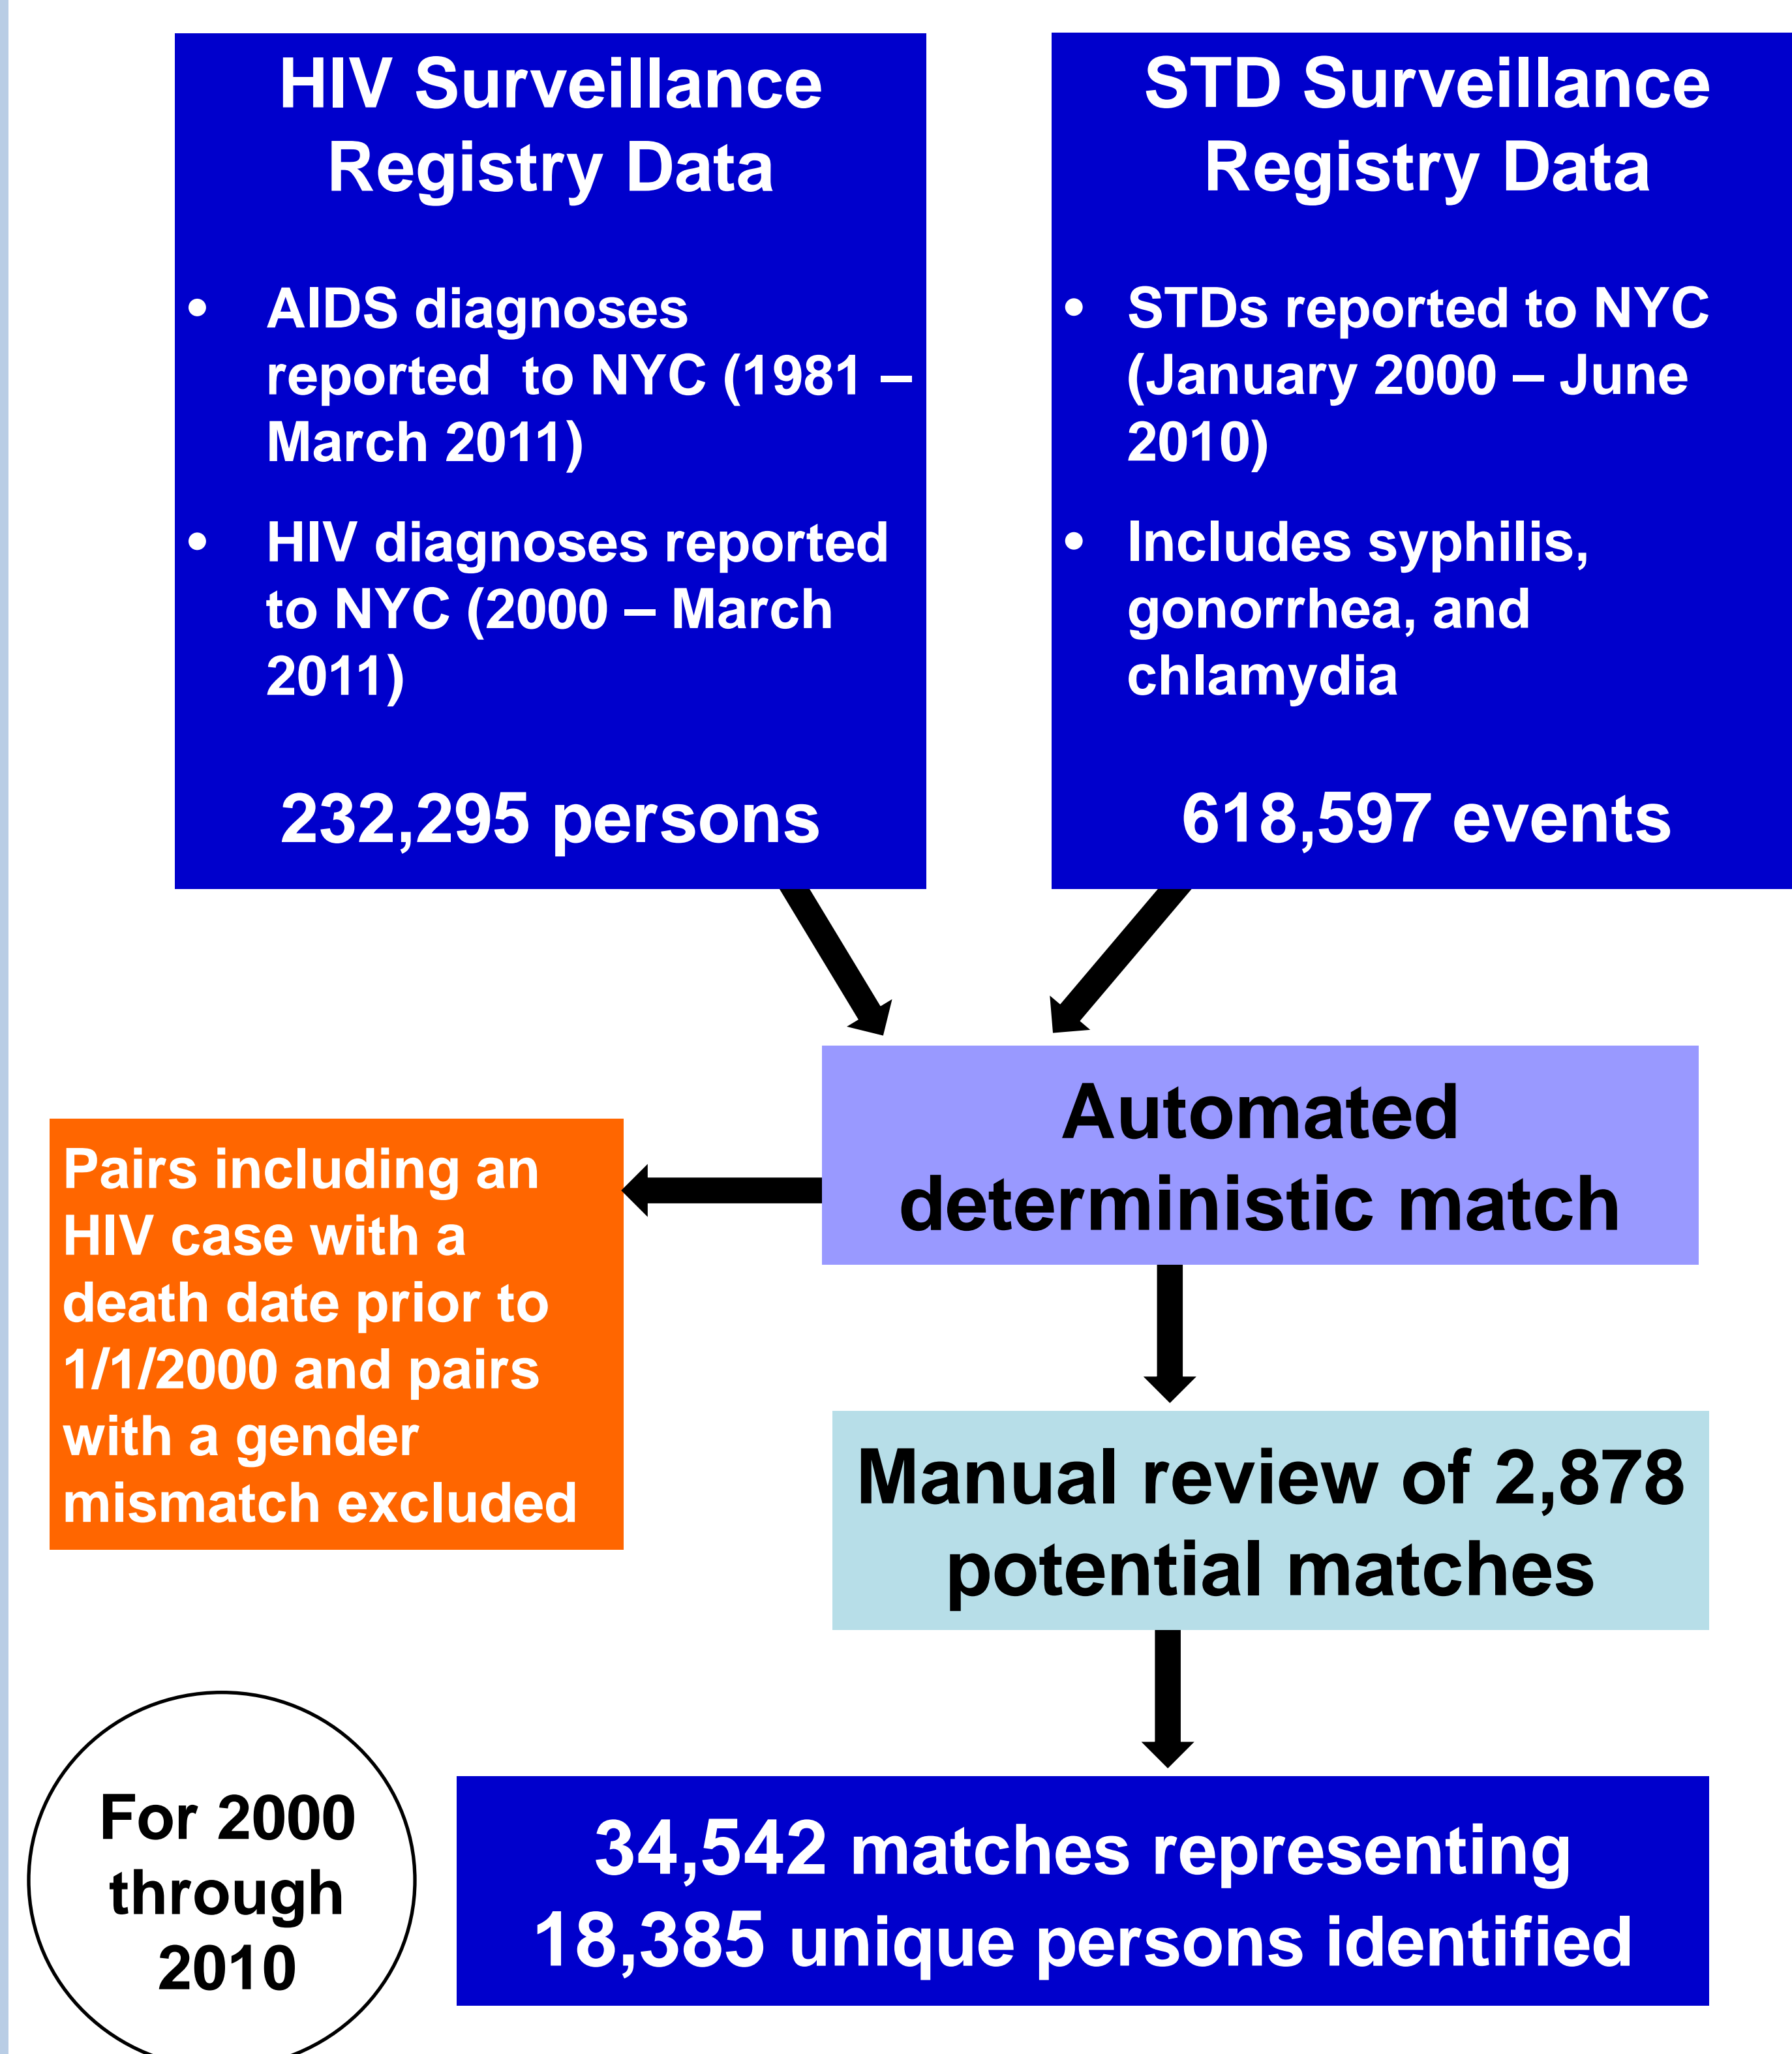 HIV Surveillance
Registry Data
• AIDS diagnoses
reported to NYC (1981 –
March 2011)
• HIV diagnoses reported
to NYC (2000 – March
2011)
232,295 persons
STD Surveillance
Registry Data
• STDs reported to NYC
(January 2000 – June
2010)
• Includes syphilis,
gonorrhea, and
chlamydia
618,597 events
Automated
deterministic match
Pairs including an
HIV case with a
death date prior to
1/1/2000 and pairs
with a gender
mismatch excluded
Manual review of 2,878
potential matches
For 2000
through
2010
34,542 matches representing
18,385 unique persons identified